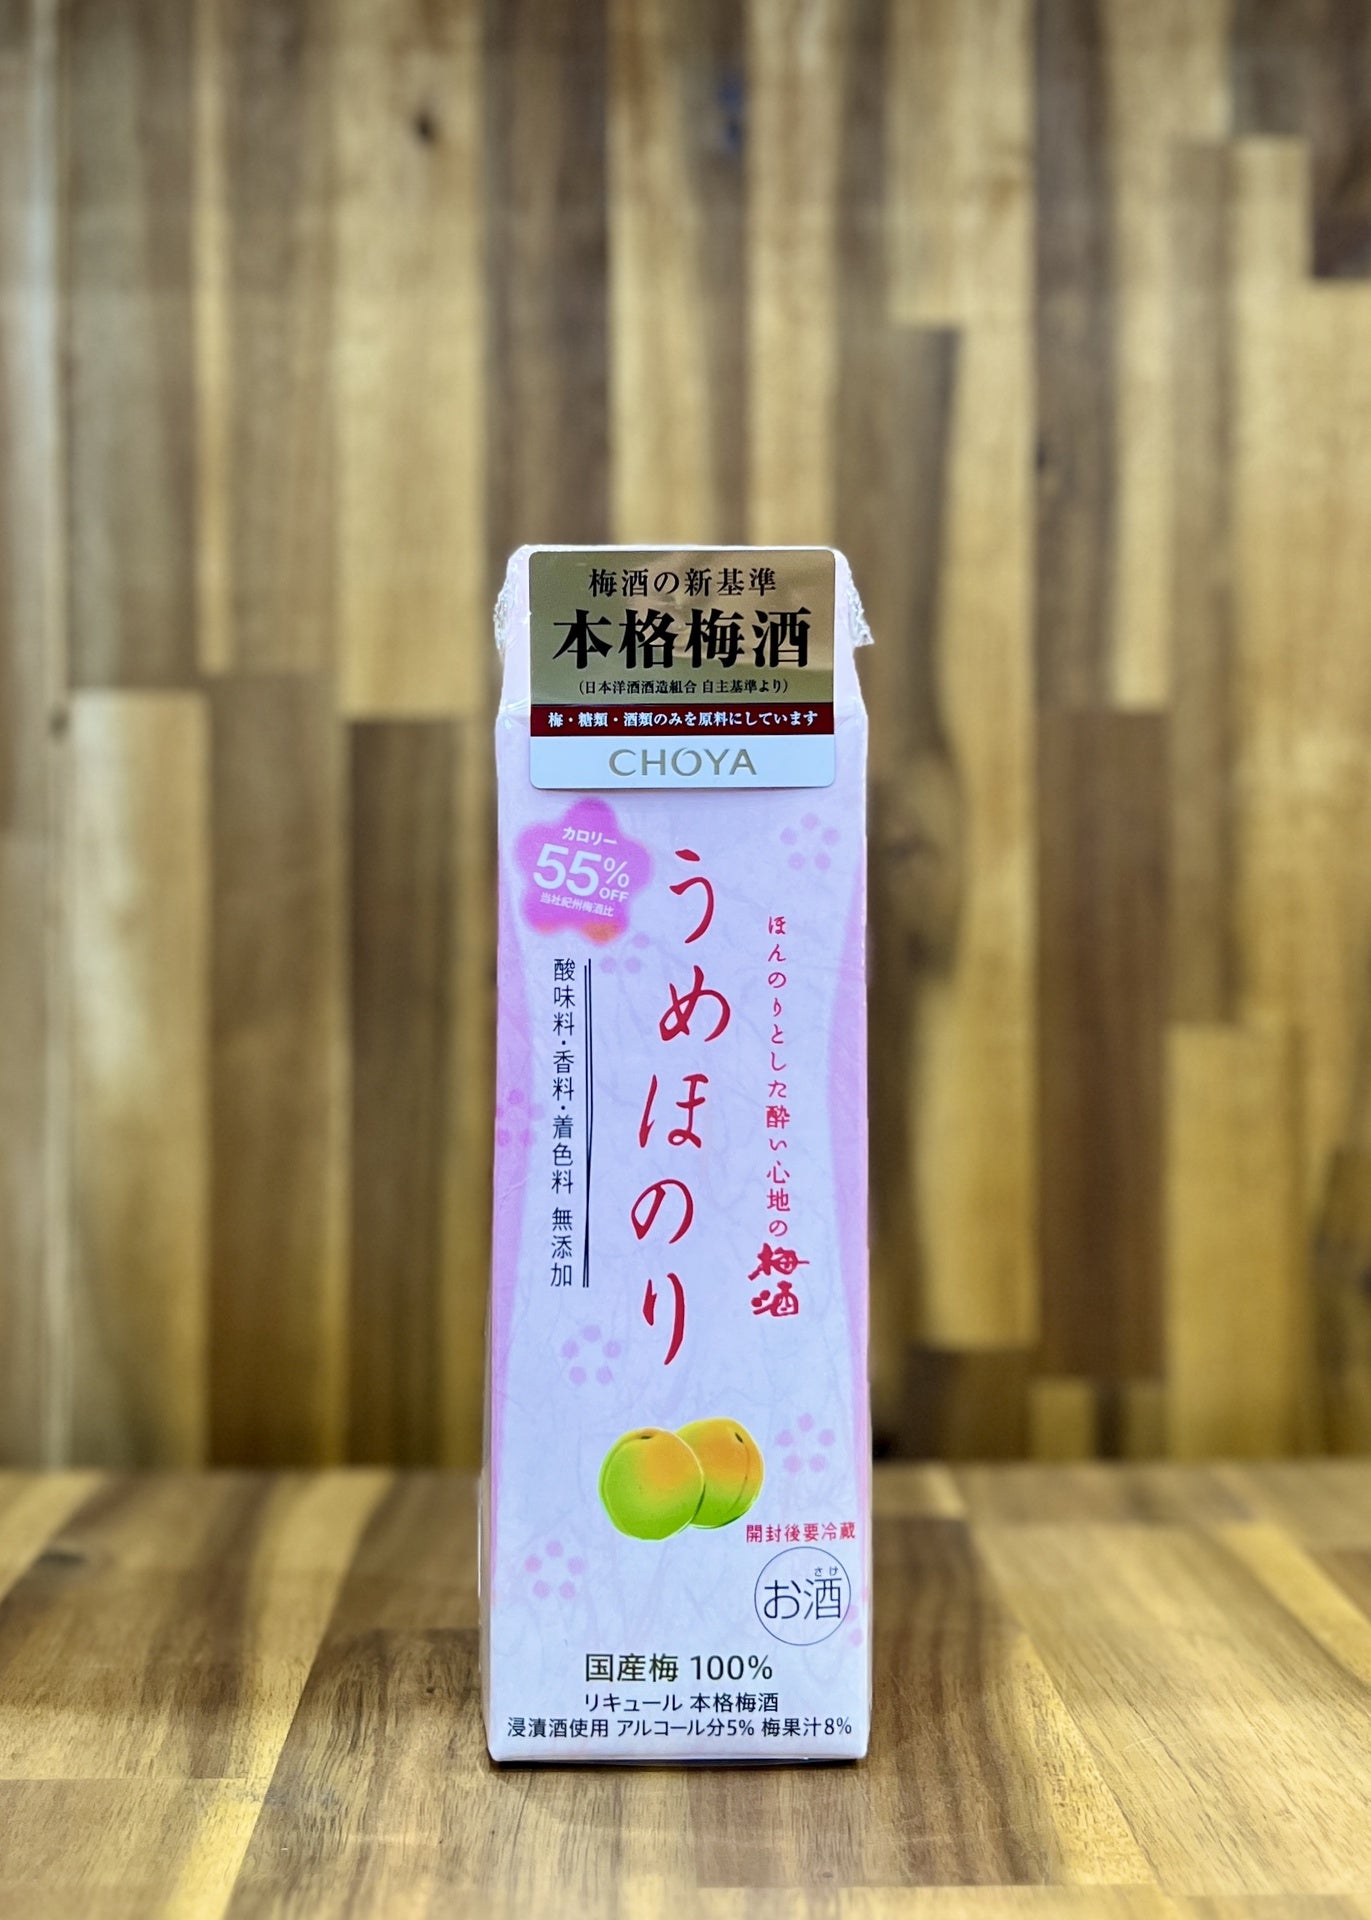 梅酒の新基準
本格梅酒
(日本洋酒酒造組合 自主基準より)
梅・糖類・酒類のみを原料にしています
CHOYA
カロリー
55%
OFF
当社紀州梅酒比
うめほのり
ほんのりとした酔い心地の梅酒
酸味料・香料・着色料 無添加
開封後要冷蔵
さけ
お酒
国産梅 100%
リキュール 本格梅酒
浸漬酒使用 アルコール分5% 梅果汁8%